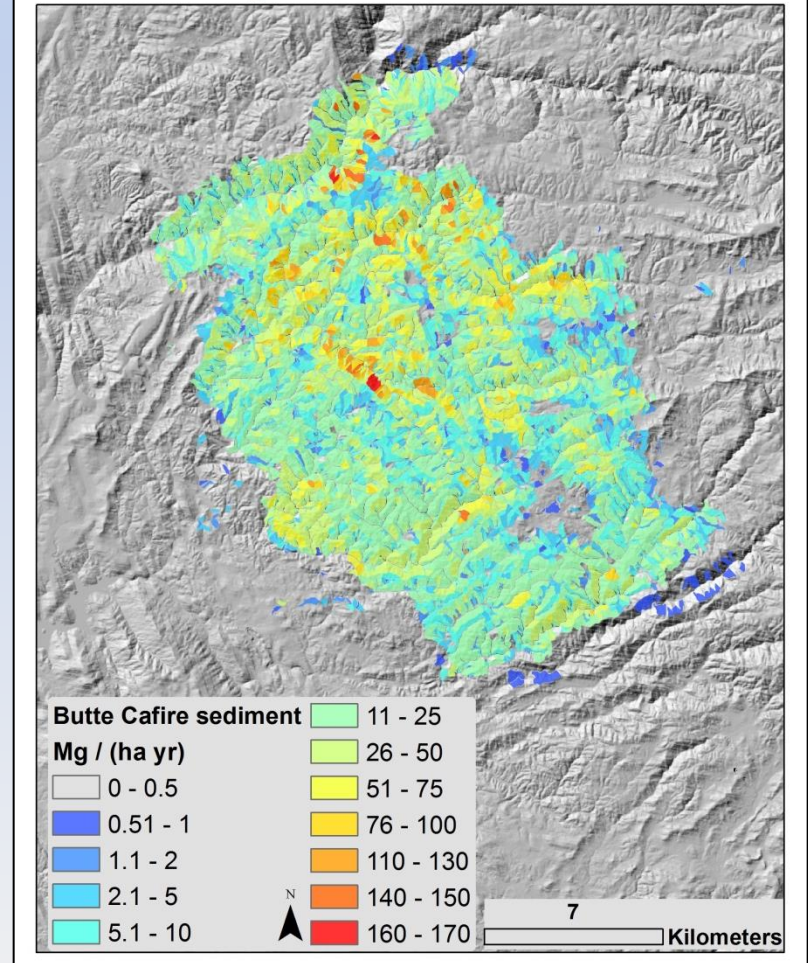 Butte Cafire sediment
Mg / (ha yr)
0 - 0.5
0.51 - 1
1.1 - 2
2.1 - 5
5.1 - 10
11 - 25
26 - 50
51 - 75
76 - 100
110 - 130
140 - 150
160 - 170
N
7
Kilometers